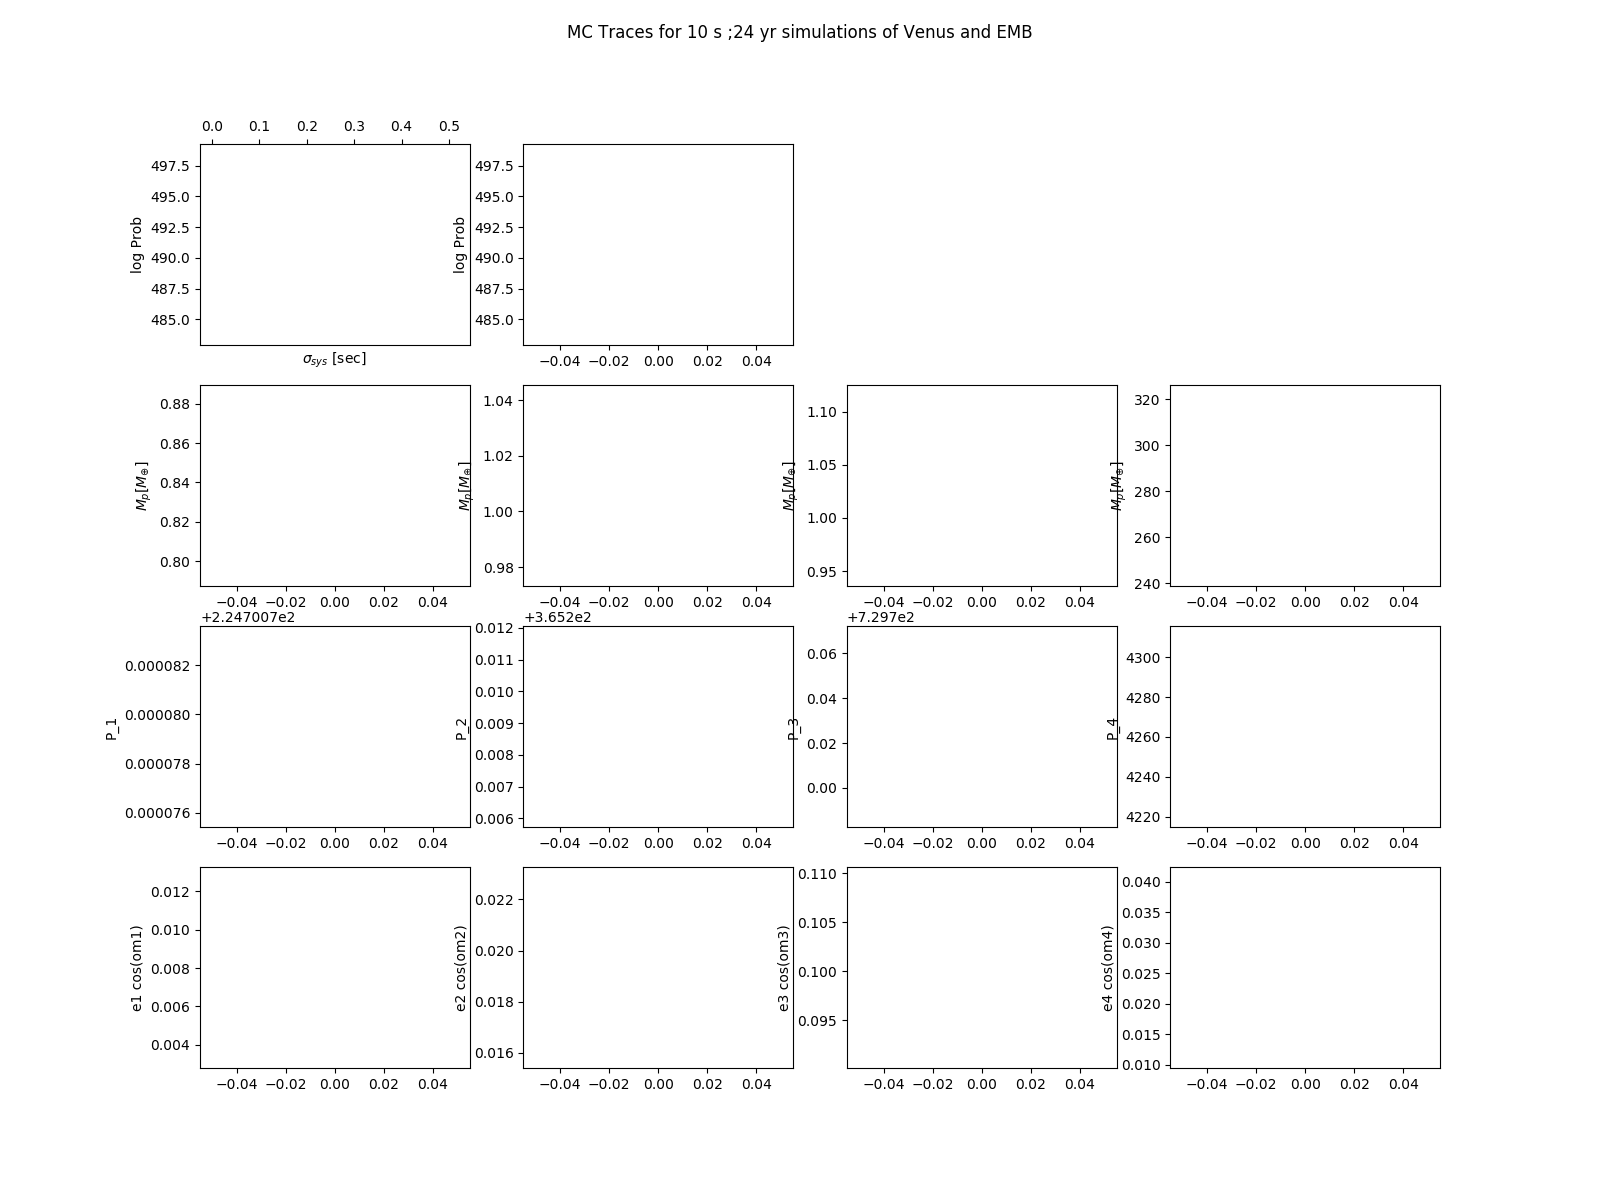 MC Traces for 10 s ;24 yr simulations of Venus and EMB
0.0 0.1 0.2 0.3 0.4 0.5
497.5
495.0
492.5
490.0
487.5
485.0
log Prob
σsys [sec]
497.5
495.0
492.5
490.0
487.5
485.0
log Prob
−0.04 −0.02 0.00 0.02 0.04
0.88
0.86
0.84
0.82
0.80
Mp[M⊕]
−0.04 −0.02 0.00 0.02 0.04
1.04
1.02
1.00
0.98
Mp[M⊕]
−0.04 −0.02 0.00 0.02 0.04
1.10
1.05
1.00
0.95
Mp[M⊕]
−0.04 −0.02 0.00 0.02 0.04
320
300
280
260
240
Mp[M⊕]
−0.04 −0.02 0.00 0.02 0.04
+2.247007e2
0.000082
0.000080
0.000078
0.000076
P_1
−0.04 −0.02 0.00 0.02 0.04
+3.652e2
0.012
0.011
0.010
0.009
0.008
0.007
0.006
P_2
−0.04 −0.02 0.00 0.02 0.04
+7.297e2
0.06
0.04
0.02
0.00
P_3
−0.04 −0.02 0.00 0.02 0.04
4300
4280
4260
4240
4220
P_4
−0.04 −0.02 0.00 0.02 0.04
0.012
0.010
0.008
0.006
0.004
e1 cos(om1)
−0.04 −0.02 0.00 0.02 0.04
0.022
0.020
0.018
0.016
e2 cos(om2)
−0.04 −0.02 0.00 0.02 0.04
0.110
0.105
0.100
0.095
e3 cos(om3)
−0.04 −0.02 0.00 0.02 0.04
0.040
0.035
0.030
0.025
0.020
0.015
0.010
e4 cos(om4)
−0.04 −0.02 0.00 0.02 0.04